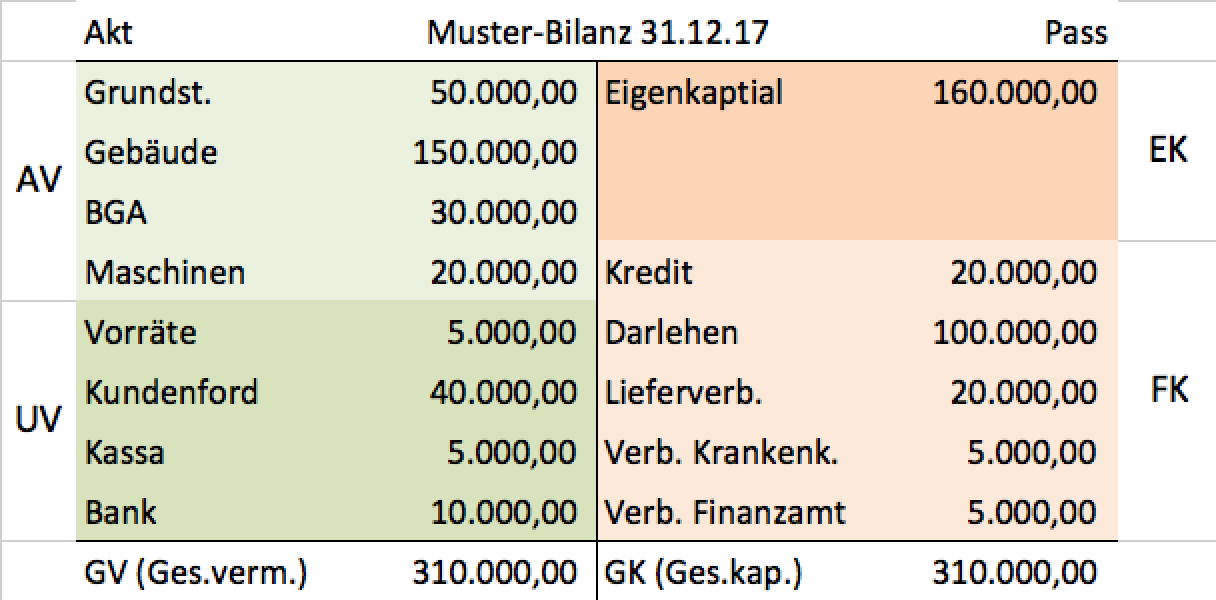 Akt Muster-Bilanz 31.12.17 Pass
Grundst. 50.000,00 Eigenkaptial 160.000,00
Gebäude 150.000,00
EK
AV
BGA 30.000,00
Maschinen 20.000,00 Kredit 20.000,00
Vorräte 5.000,00 Darlehen 100.000,00
Kundenford 40.000,00 Lieferverb. 20.000,00
FK
UV
Kassa 5.000,00 Verb. Krankenk. 5.000,00
Bank 10.000,00 Verb. Finanzamt 5.000,00
GV (Ges.verm.) 310.000,00 GK (Ges.kap.) 310.000,00